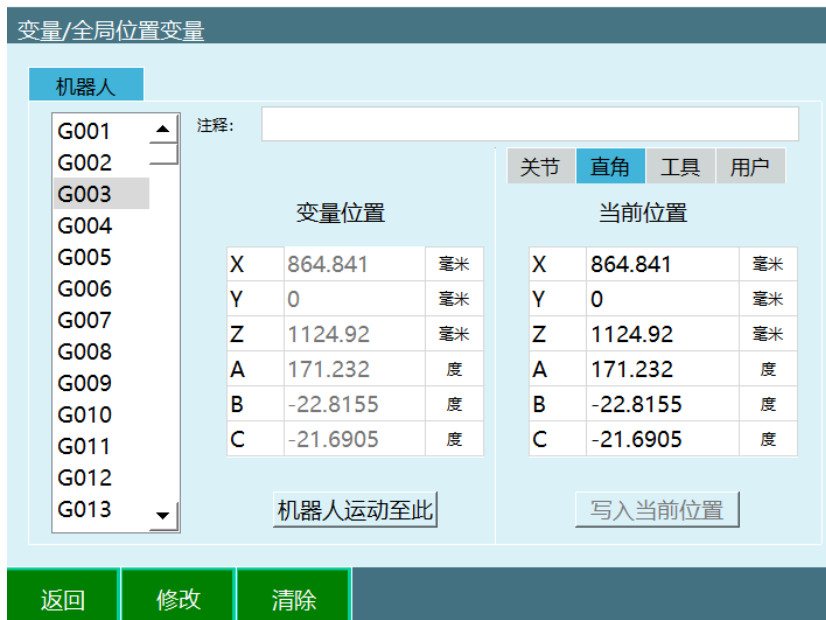 变量/全局位置变量
机器人
注释:
G001
G002
G003
G004
G005
G006
G007
G008
G009
G010
G011
G012
G013
关节 直角 工具 用户
变量位置
X 864.841 毫米
Y 0 毫米
Z 1124.92 毫米
A 171.232 度
B -22.8155 度
C -21.6905 度
机器人运动至此
当前位置
X 864.841 毫米
Y 0 毫米
Z 1124.92 毫米
A 171.232 度
B -22.8155 度
C -21.6905 度
写入当前位置
返回 修改 清除